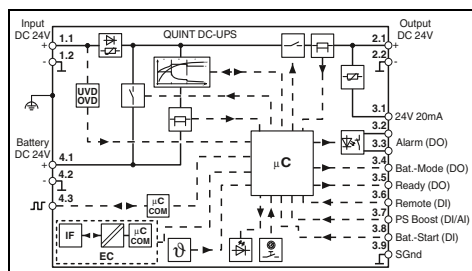 Input
DC 24V
QUINT DC-UPS
Output
DC 24V
1.1
+
1.2
-
2.1
+
2.2
-
UVD
OVD
3.1
24V 20mA
3.2
Alarm (DO)
3.3
3.4
Bat.-Mode (DO)
3.5
Ready (DO)
3.6
Remote (DI)
3.7
PS Boost (DI/AI)
3.8
Bat.-Start (DI)
3.9
SGnd
Battery
DC 24V
4.1
+
4.2
-
4.3
µC
µC
COM
IF
µC
COM
EC
ϑ